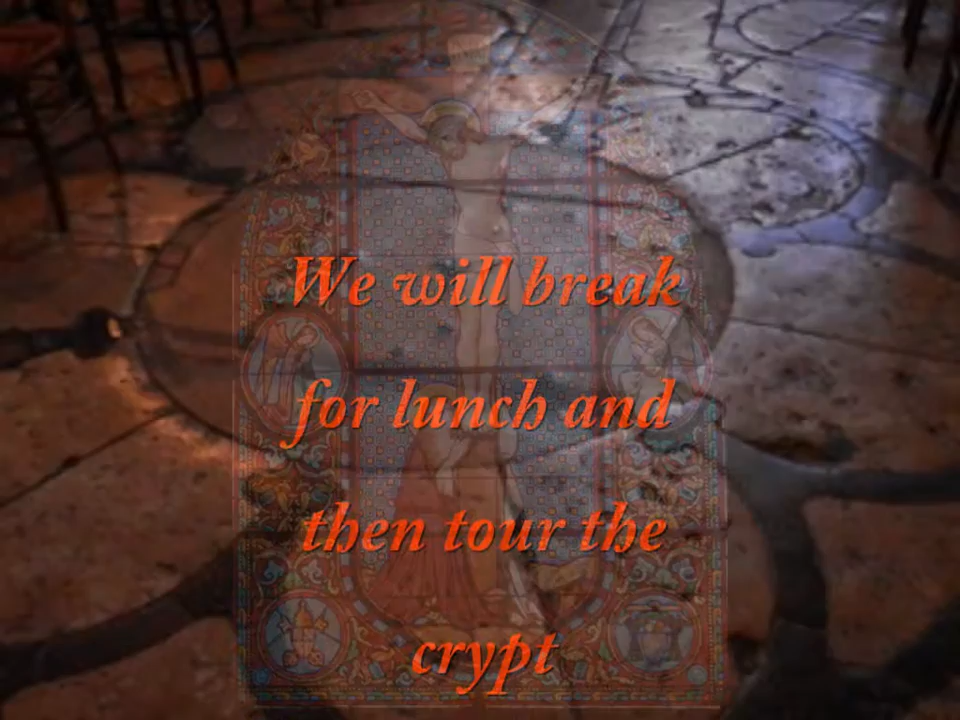 We will break
for lunch and
then tour the
crypt